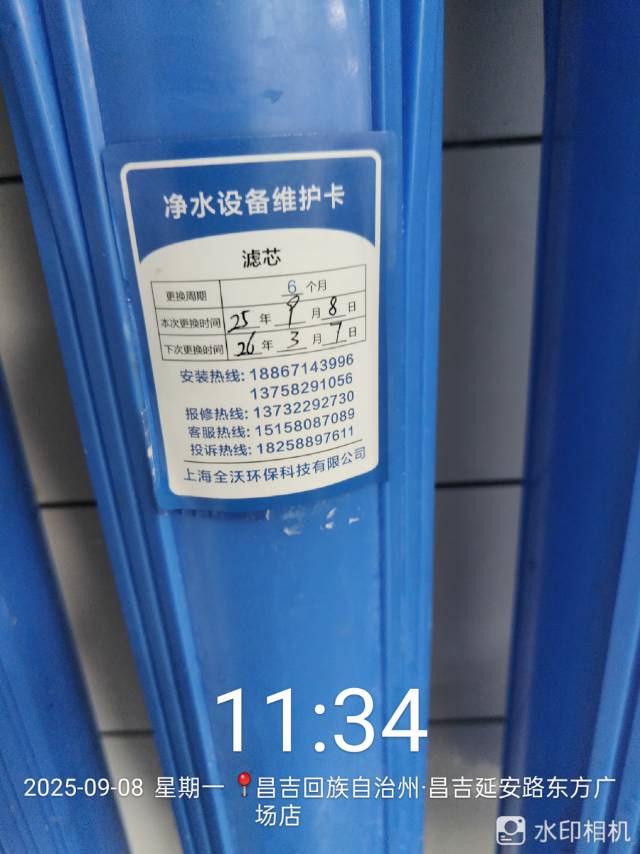 净水设备维护卡
滤芯
更换周期 6 个月
本次更换时间 25 年 9 月 8 日
下次更换时间 26 年 3 月 7 日
安装热线: 18867143996
13758291056
报修热线: 13732292730
客服热线: 15158087089
投诉热线: 18258897611
上海全沃环保科技有限公司
11:34
2025-09-08 星期一 昌吉回族自治州·昌吉延安路东方广
场店
水印相机